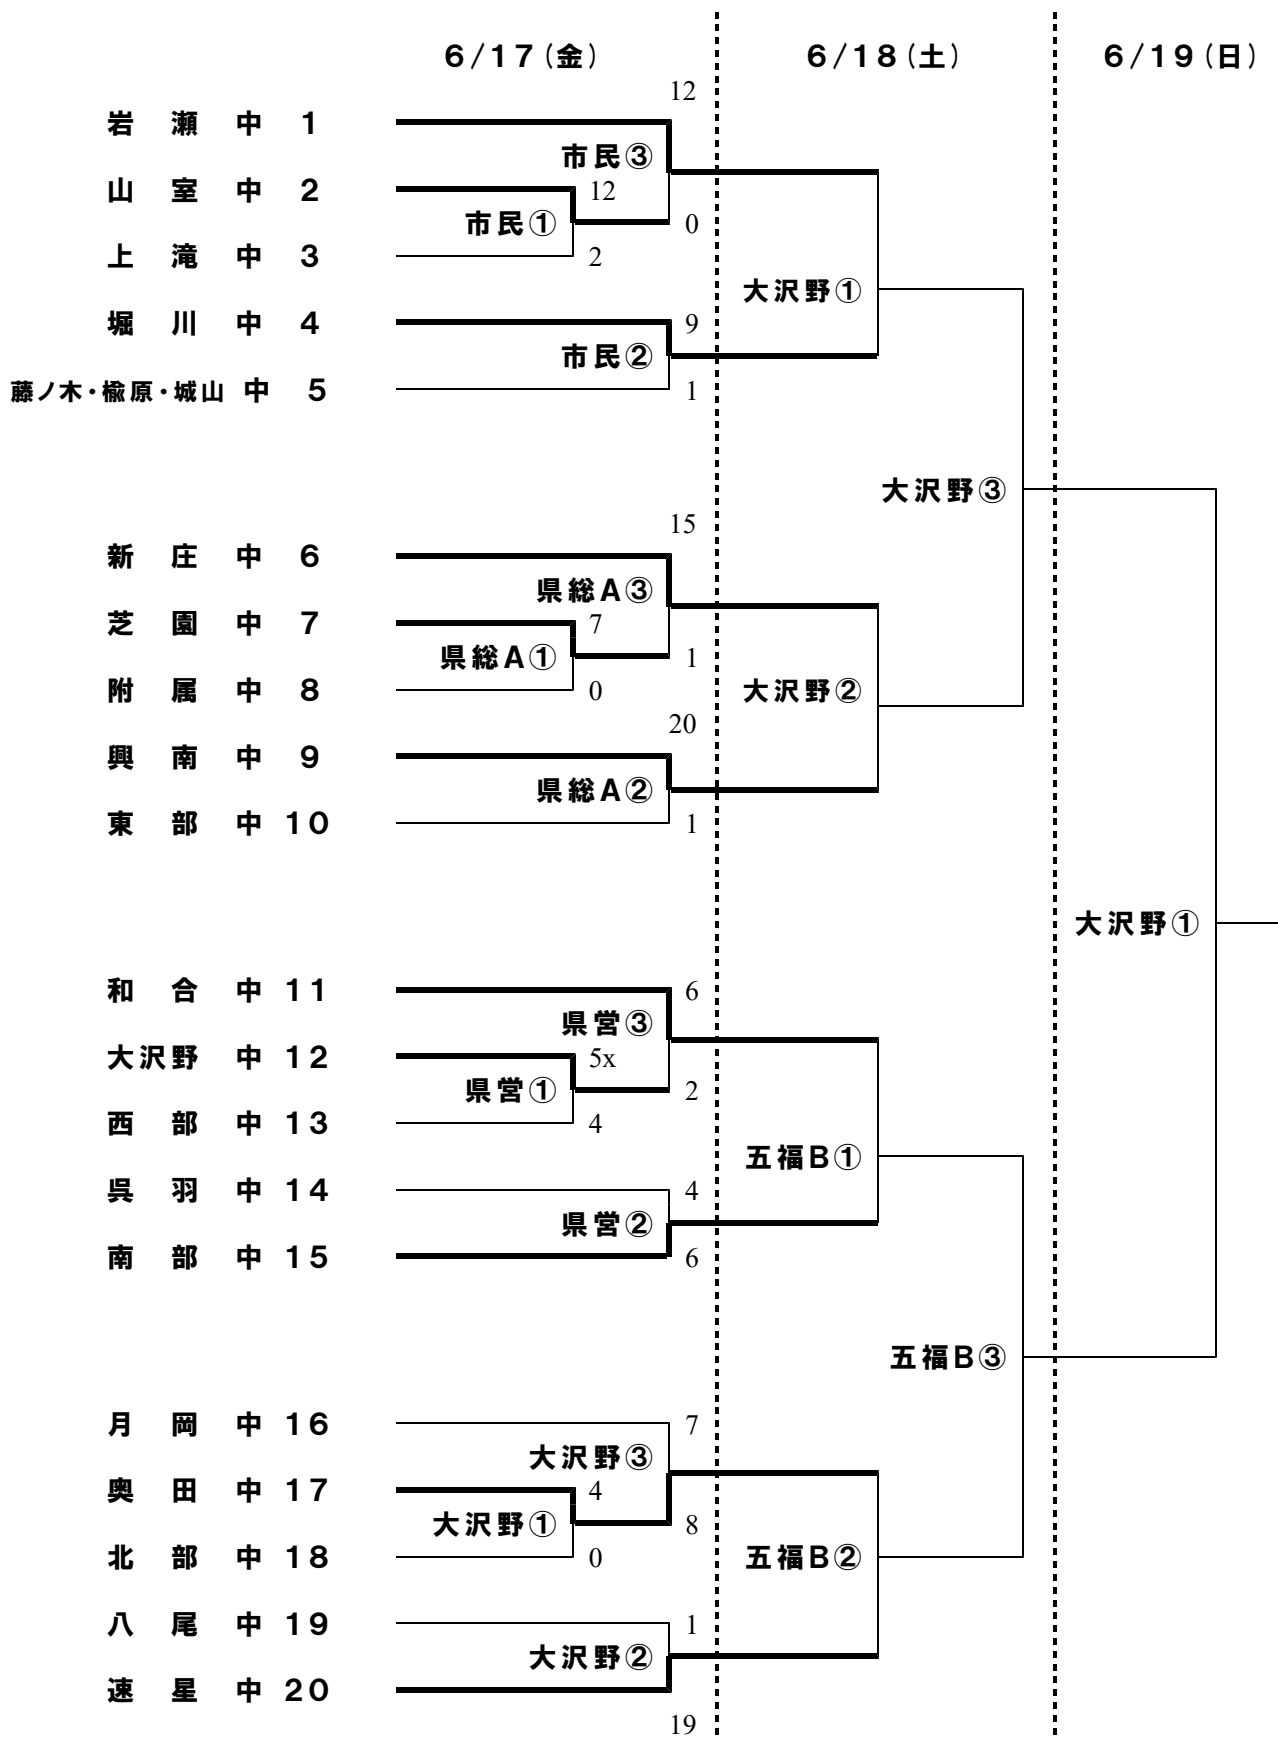 6/17(金) 6/18(土) 6/19(日)
12
岩瀬中 1
市民③
山室中 2
12
市民①
0
上滝中 3
2
大沢野①
堀川中 4
9
市民②
藤ノ木・楡原・城山 中 5
1
大沢野③
15
新庄中 6
県総A③
芝園中 7
7
県総A①
1
附属中 8
0
大沢野②
20
興南中 9
県総A②
東部中 10
1
大沢野①
和合中 11
6
県営③
大沢野中 12
5x
県営①
2
西部中 13
4
五福B①
呉羽中 14
4
県営②
南部中 15
6
五福B③
月岡中 16
7
大沢野③
奥田中 17
4
大沢野①
8
北部中 18
0
五福B②
八尾中 19
1
大沢野②
速星中 20
19